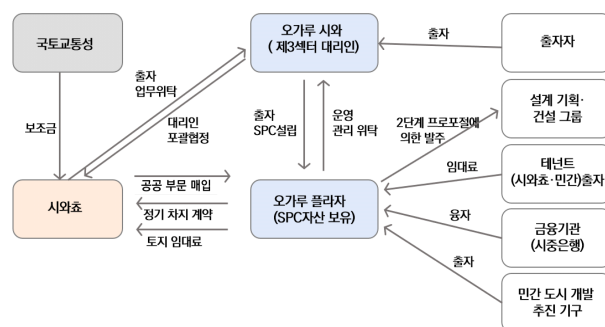 국토교통성
오가루 시와
( 제3섹터 대리인)
출자
출자자
출자
업무위탁
대리인
포괄협정
보조금
출자
SPC설립
운영
관리 위탁
2단계 프로포절에
의한 발주
설계 기획·
건설 그룹
임대료
테넌트
(시와쵸·민간)출자
시와쵸
공공 부문 매입
정기 차지 계약
토지 임대료
오가루 플라자
(SPC자산 보유)
융자
금융기관
(시중은행)
출자
민간 도시 개발
추진 기구